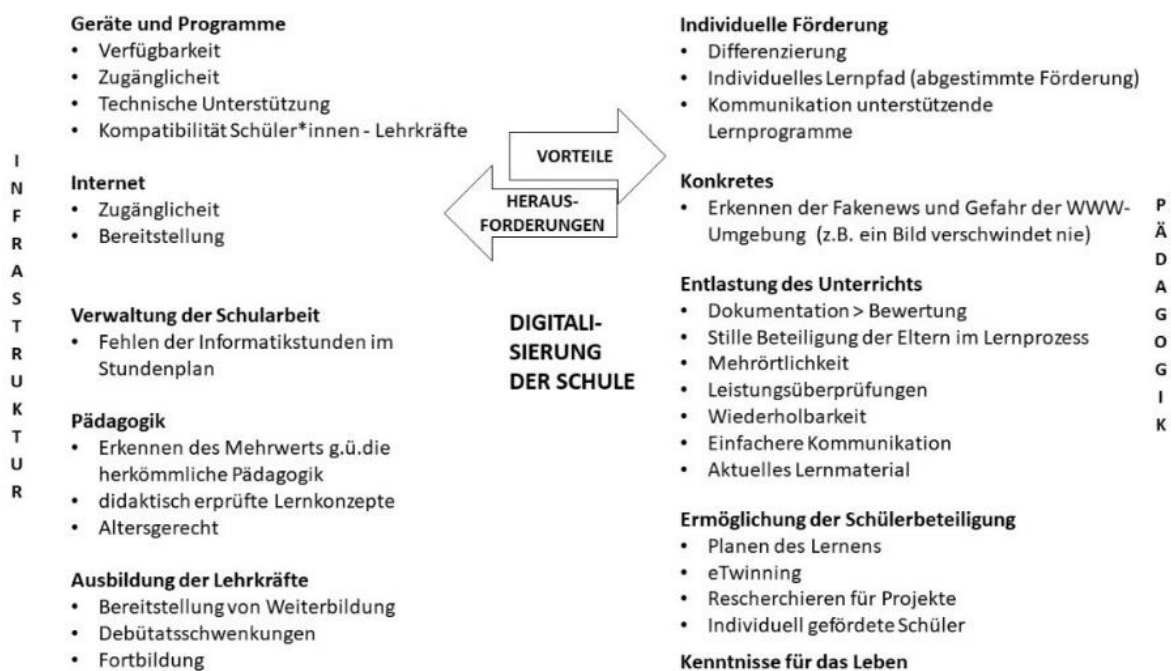 INFRASTRUKTUR
Geräte und Programme
• Verfügbarkeit
• Zugänglicheit
• Technische Unterstützung
• Kompatibilität Schüler*innen - Lehrkräfte
Internet
• Zugänglicheit
• Bereitstellung
Verwaltung der Schularbeit
• Fehlen der Informatikstunden im
Stundenplan
Pädagogik
• Erkennen des Mehrwerts g.ü.die
herkömmliche Pädagogik
• didaktisch erprüfte Lernkonzepte
• Altersgerecht
Ausbildung der Lehrkräfte
• Bereitstellung von Weiterbildung
• Debütatsschwenkungen
• Fortbildung
VORTEILE
HERAUS-
FORDERUNGEN
DIGITALI-
SIERUNG
DER SCHULE
Individuelle Förderung
• Differenzierung
• Individuelles Lernpfad (abgestimmte Förderung)
• Kommunikation unterstützende
Lernprogramme
Konkretes
• Erkennen der Fakenews und Gefahr der WWW-
Umgebung (z.B. ein Bild verschwindet nie)
Entlastung des Unterrichts
• Dokumentation > Bewertung
• Stille Beteiligung der Eltern im Lernprozess
• Mehrörtlichkeit
• Leistungsüberprüfungen
• Wiederholbarkeit
• Einfachere Kommunikation
• Aktuelles Lernmaterial
Ermöglichung der Schülerbeteiligung
• Planen des Lernens
• eTwinning
• Rescherchieren für Projekte
• Individuell gefördete Schüler
Kenntnisse für das Leben
PÄDAGOGIK